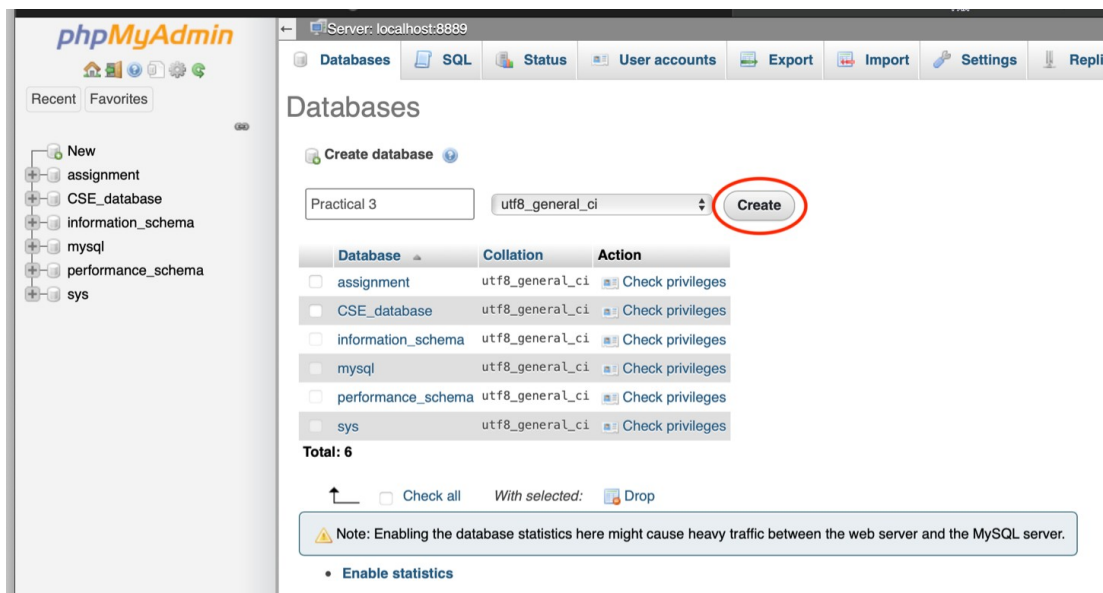 phpMyAdmin
Recent Favorites
New
assignment
CSE_database
information_schema
mysql
performance_schema
sys
Server: localhost:8889
Databases SQL Status User accounts Export Import Settings Repli
Databases
Create database
Practical 3 utf8_general_ci Create
Database Collation Action
assignment utf8_general_ci Check privileges
CSE_database utf8_general_ci Check privileges
information_schema utf8_general_ci Check privileges
mysql utf8_general_ci Check privileges
performance_schema utf8_general_ci Check privileges
sys utf8_general_ci Check privileges
Total: 6
Check all With selected: Drop
Note: Enabling the database statistics here might cause heavy traffic between the web server and the MySQL server.
• Enable statistics